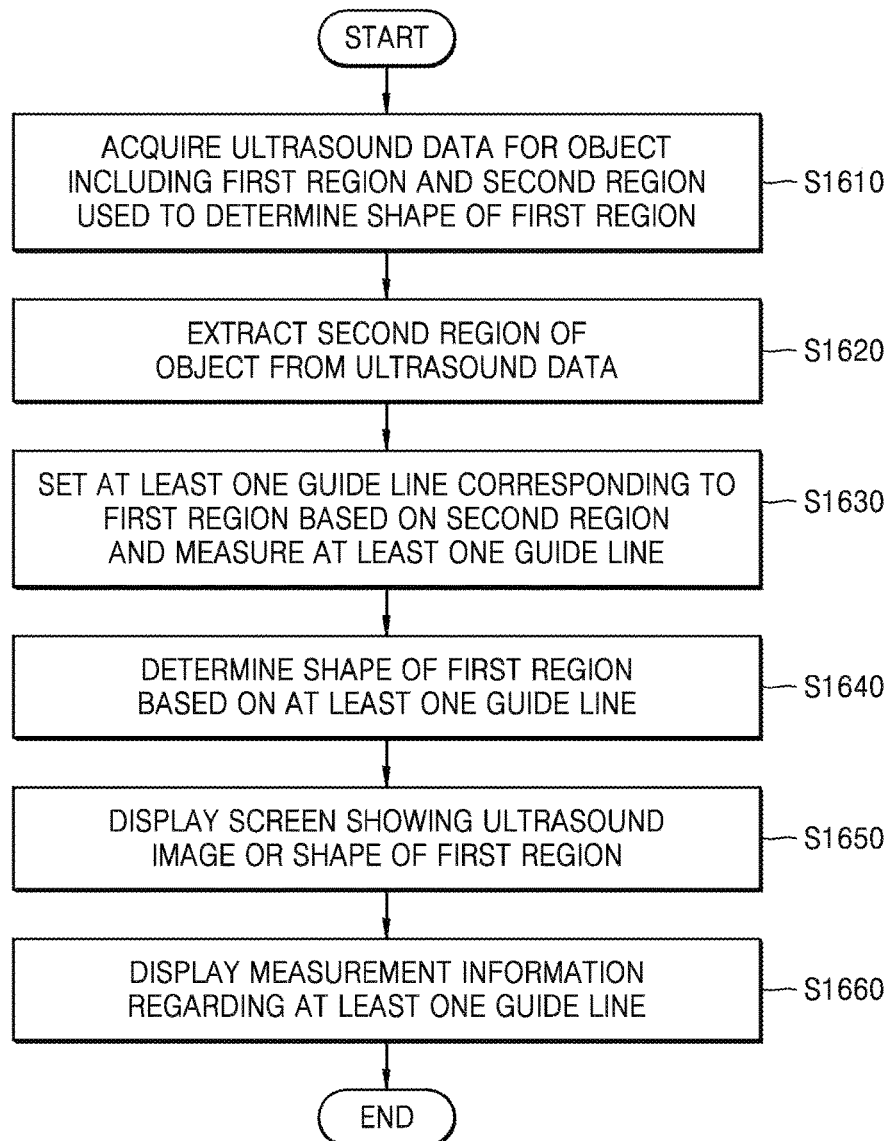 START
ACQUIRE ULTRASOUND DATA FOR OBJECT
INCLUDING FIRST REGION AND SECOND REGION
USED TO DETERMINE SHAPE OF FIRST REGION
S1610
EXTRACT SECOND REGION OF
OBJECT FROM ULTRASOUND DATA
S1620
SET AT LEAST ONE GUIDE LINE CORRESPONDING TO
FIRST REGION BASED ON SECOND REGION
AND MEASURE AT LEAST ONE GUIDE LINE
S1630
DETERMINE SHAPE OF FIRST REGION
BASED ON AT LEAST ONE GUIDE LINE
S1640
DISPLAY SCREEN SHOWING ULTRASOUND
IMAGE OR SHAPE OF FIRST REGION
S1650
DISPLAY MEASUREMENT INFORMATION
REGARDING AT LEAST ONE GUIDE LINE
S1660
END